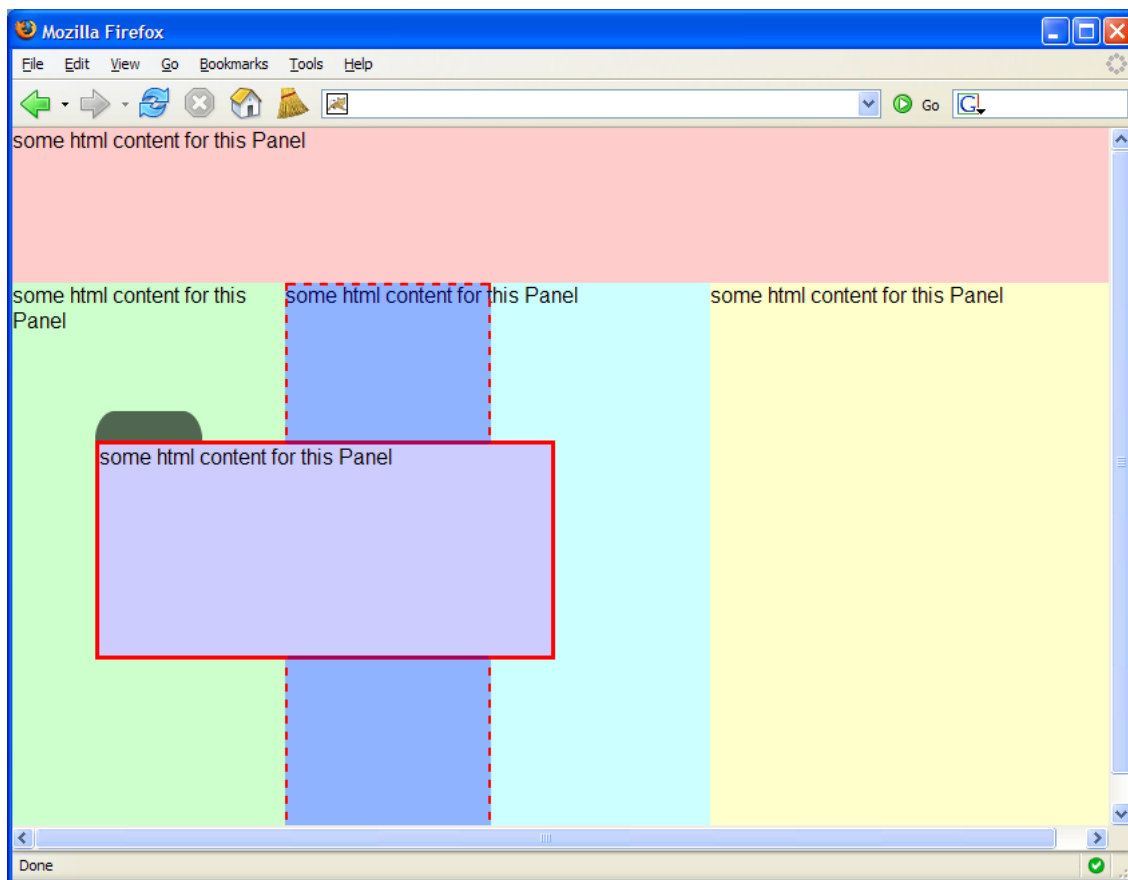 Mozilla Firefox
File Edit View Go Bookmarks Tools Help
Go G
some html content for this Panel
some html content for this
Panel
some html content for this Panel
some html content for this Panel
some html content for this Panel
Done